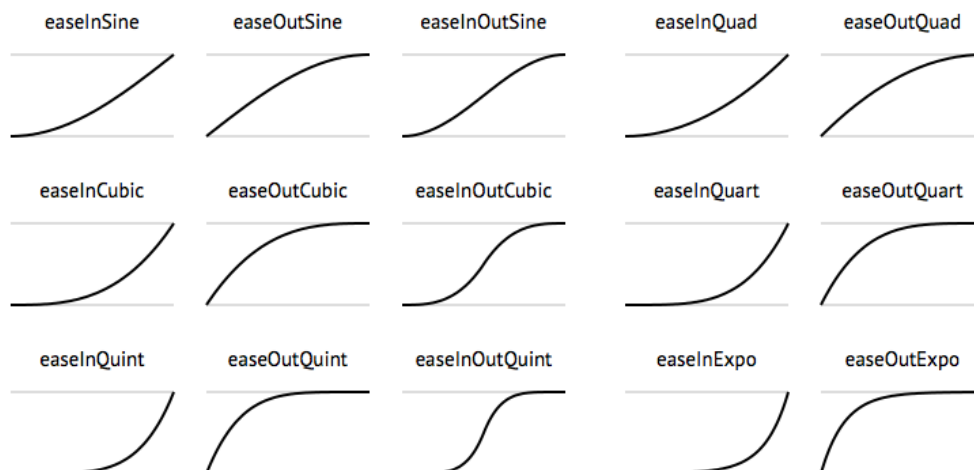 easeInSine easeOutSine easeInOutSine easeInQuad easeOutQuad
easeInCubic easeOutCubic easeInOutCubic easeInQuart easeOutQuart
easeInQuint easeOutQuint easeInOutQuint easeInExpo easeOutExpo